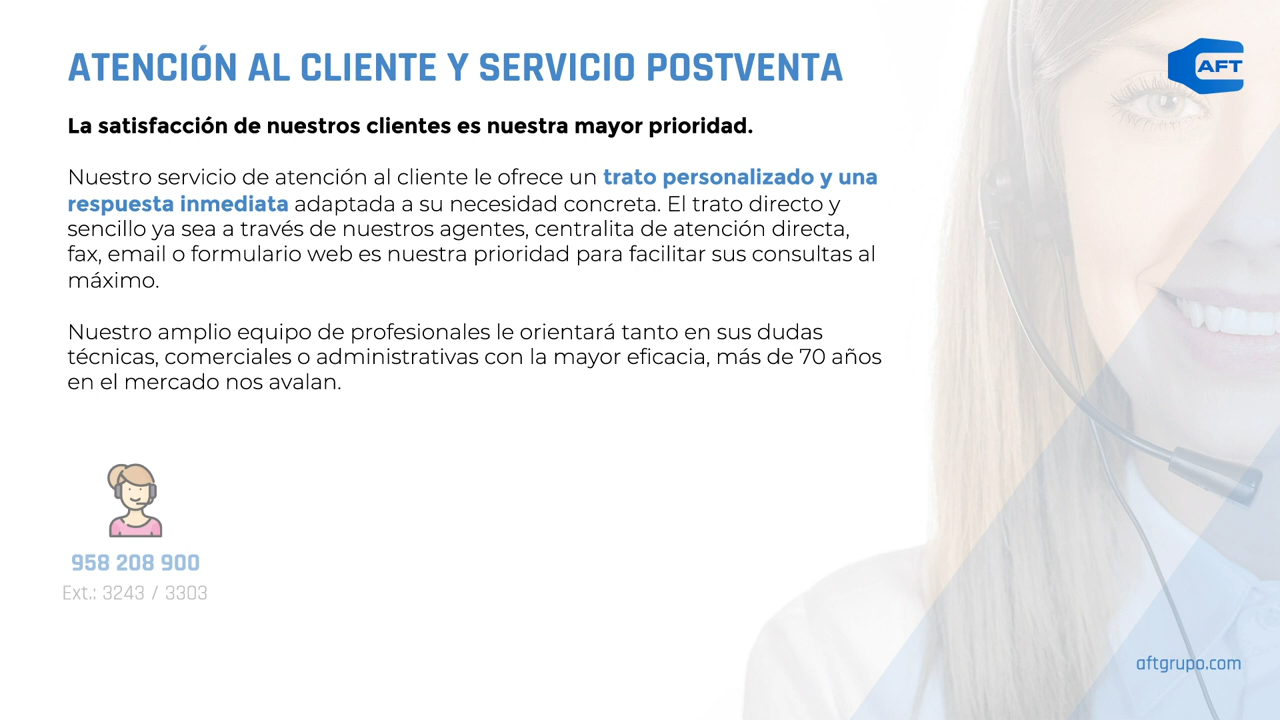 ATENCIÓN AL CLIENTE Y SERVICIO POSTVENTA
AFT
La satisfacción de nuestros clientes es nuestra mayor prioridad.
Nuestro servicio de atención al cliente le ofrece un trato personalizado y una
respuesta inmediata adaptada a su necesidad concreta. El trato directo y
sencillo ya sea a través de nuestros agentes, centralita de atención directa,
fax, email o formulario web es nuestra prioridad para facilitar sus consultas al
máximo.
Nuestro amplio equipo de profesionales le orientará tanto en sus dudas
técnicas, comerciales o administrativas con la mayor eficacia, más de 70 años
en el mercado nos avalan.
958 208 900
Ext.: 3243 / 3303
aftgrupo.com